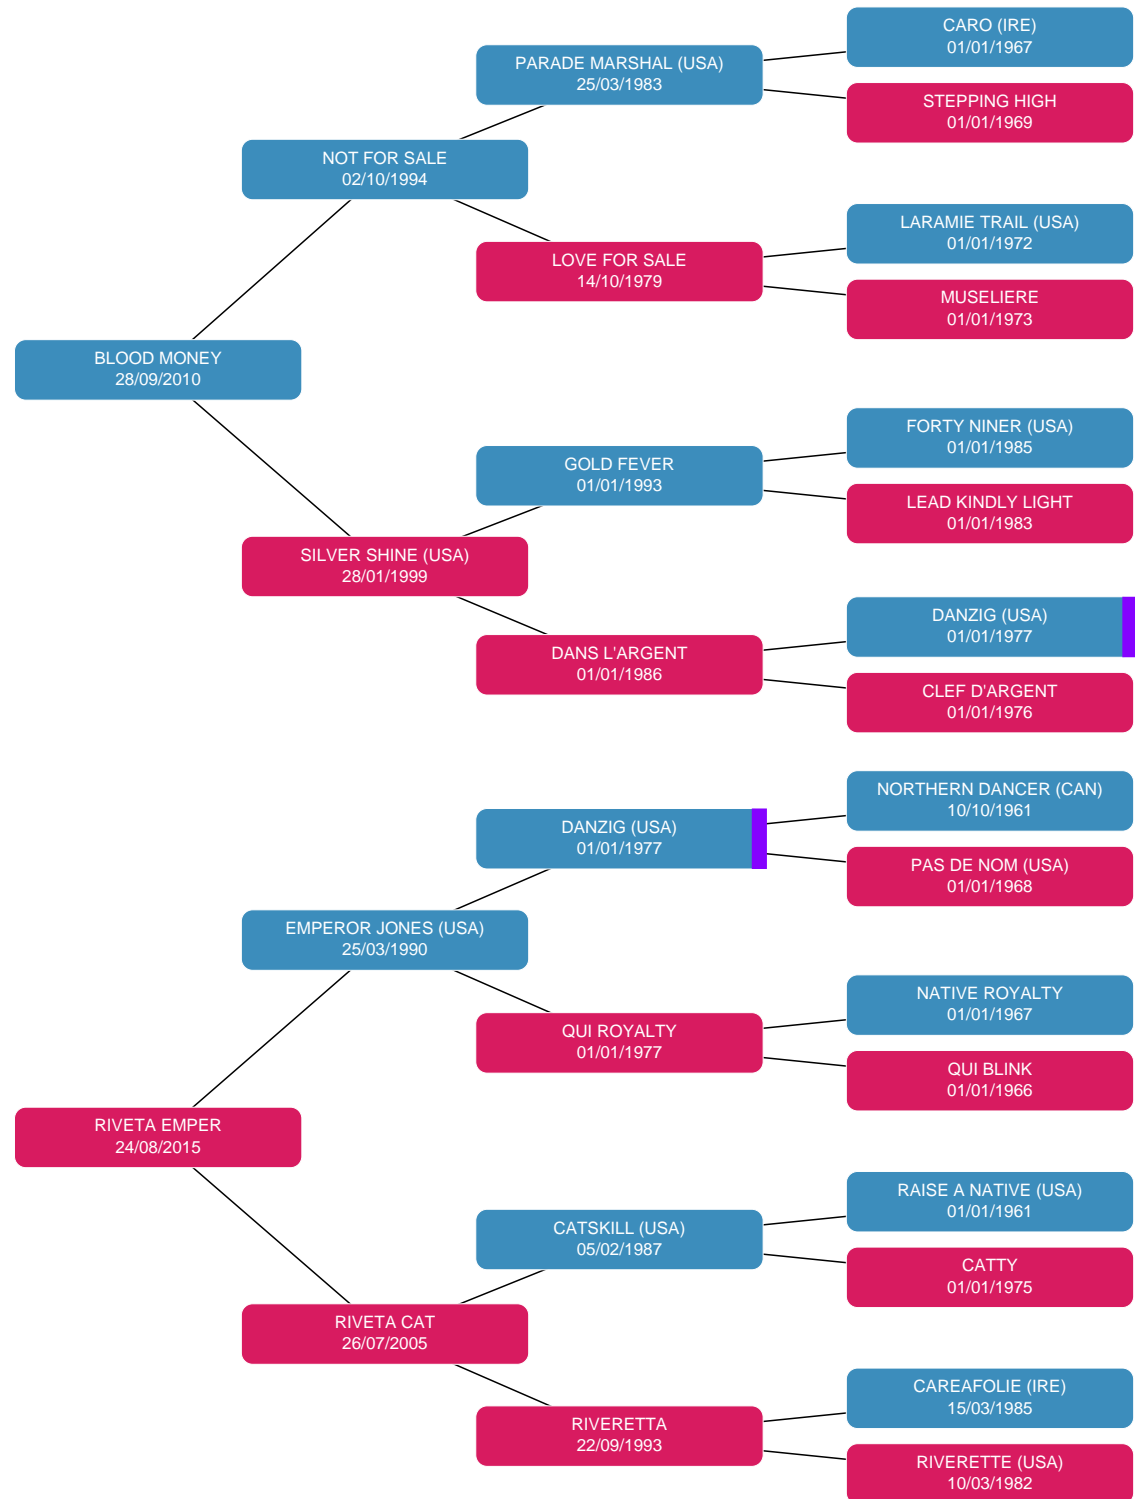 CARO (IRE)
01/01/1967
PARADE MARSHAL (USA)
25/03/1983
STEPPING HIGH
01/01/1969
NOT FOR SALE
02/10/1994
LARAMIE TRAIL (USA)
01/01/1972
LOVE FOR SALE
14/10/1979
MUSELIERE
01/01/1973
BLOOD MONEY
28/09/2010
FORTY NINER (USA)
01/01/1985
GOLD FEVER
01/01/1993
LEAD KINDLY LIGHT
01/01/1983
SILVER SHINE (USA)
28/01/1999
DANZIG (USA)
01/01/1977
DANS L'ARGENT
01/01/1986
CLEF D'ARGENT
01/01/1976
NORTHERN DANCER (CAN)
10/10/1961
DANZIG (USA)
01/01/1977
PAS DE NOM (USA)
01/01/1968
EMPEROR JONES (USA)
25/03/1990
NATIVE ROYALTY
01/01/1967
QUI ROYALTY
01/01/1977
QUI BLINK
01/01/1966
RIVETA EMPER
24/08/2015
RAISE A NATIVE (USA)
01/01/1961
CATSKILL (USA)
05/02/1987
CATTY
01/01/1975
RIVETA CAT
26/07/2005
CAREAFOLIE (IRE)
15/03/1985
RIVERETTA
22/09/1993
RIVERETTE (USA)
10/03/1982